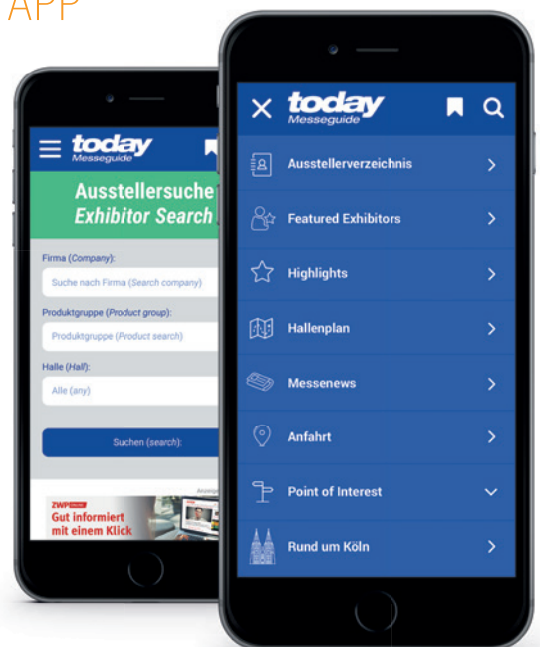 APP
today
Messeguide
Ausstellersuche
Exhibitor Search
Firma (Company):
Suche nach Firma (Search company)
Produktgruppe (Product group):
Produktgruppe (Product search)
Halle (Hall):
Alle (any)
Suchen (search):
Anzeige
ZWP ONLINE
Gut informiert
mit einem Klick
today
Messeguide
Ausstellerverzeichnis
Featured Exhibitors
Highlights
Hallenplan
Messenews
Anfahrt
Point of Interest
Rund um Köln